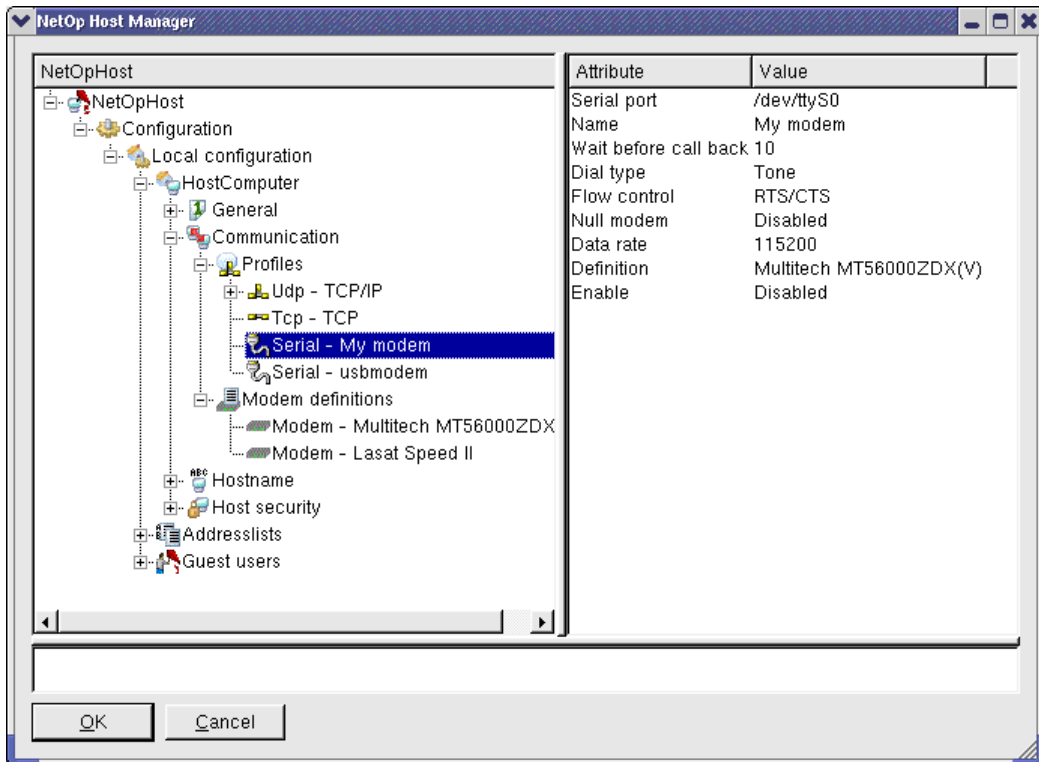 NetOp Host Manager
NetOpHost
NetOpHost
Configuration
Local configuration
HostComputer
General
Communication
Profiles
Udp - TCP/IP
Tcp - TCP
Serial - My modem
Serial - usbmodem
Modem definitions
Modem - Multitech MT56000ZDX
Modem - Lasat Speed II
ABC
Hostname
Host security
Addresslists
Guest users
Attribute Value
Serial port /dev/ttyS0
Name My modem
Wait before call back 10
Dial type Tone
Flow control RTS/CTS
Null modem Disabled
Data rate 115200
Definition Multitech MT56000ZDX(V)
Enable Disabled
OK Cancel